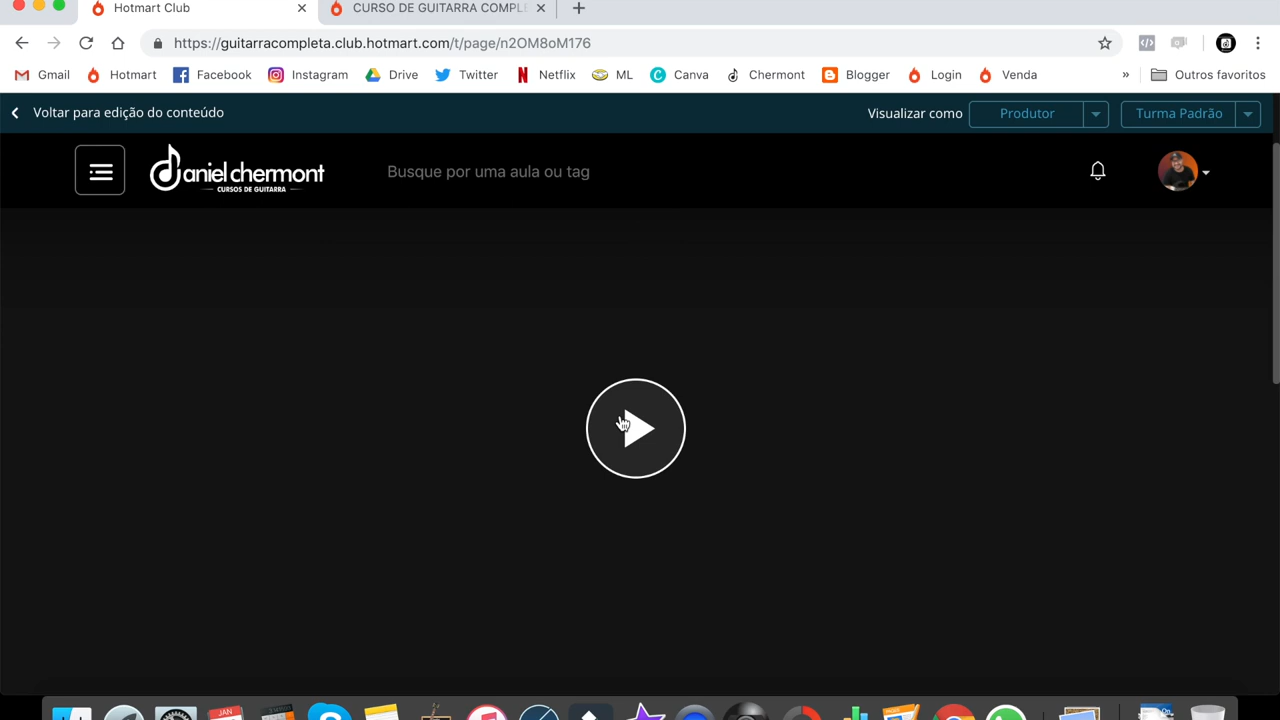 Hotmart Club
CURSO DE GUITARRA COMPL
https://guitarracompleta.club.hotmart.com/t/page/n2OM8oM176
Gmail Hotmart Facebook Instagram Drive Twitter Netflix ML Canva Chermont Blogger Login Venda » Outros favoritos
Voltar para edição do conteúdo
Visualizar como Produtor Turma Padrão
daniel chermont
CURSOS DE GUITARRA
Busque por uma aula ou tag
JAN